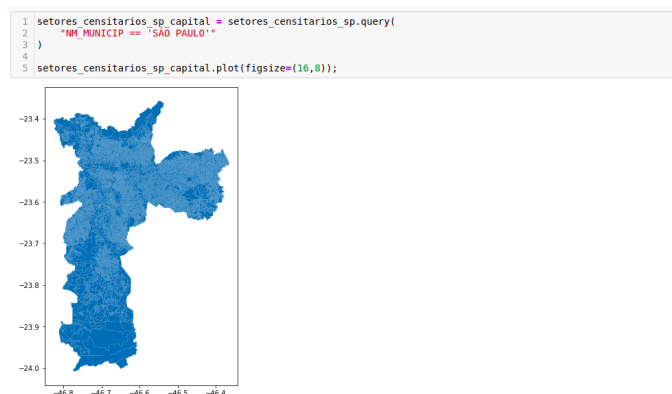 1 setores_censitarios_sp_capital = setores_censitarios_sp.query(
2 "NM_MUNICIP == 'SÃO PAULO'"
3 )
4
5 setores_censitarios_sp_capital.plot(figsize=(16,8));
−23.4
−23.5
−23.6
−23.7
−23.8
−23.9
−24.0
−46.8 −46.7 −46.6 −46.5 −46.4